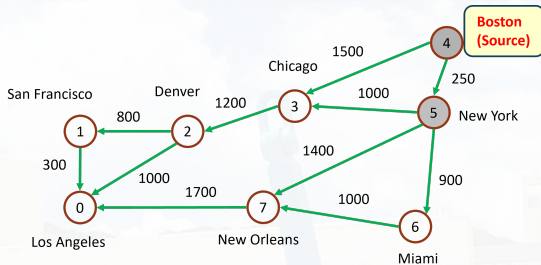 Boston
(Source)
4
1500
250
Chicago
San Francisco
Denver
3
1000
5
New York
1200
800
1
2
1400
300
1000
900
1700
1000
0
7
6
Los Angeles
New Orleans
Miami